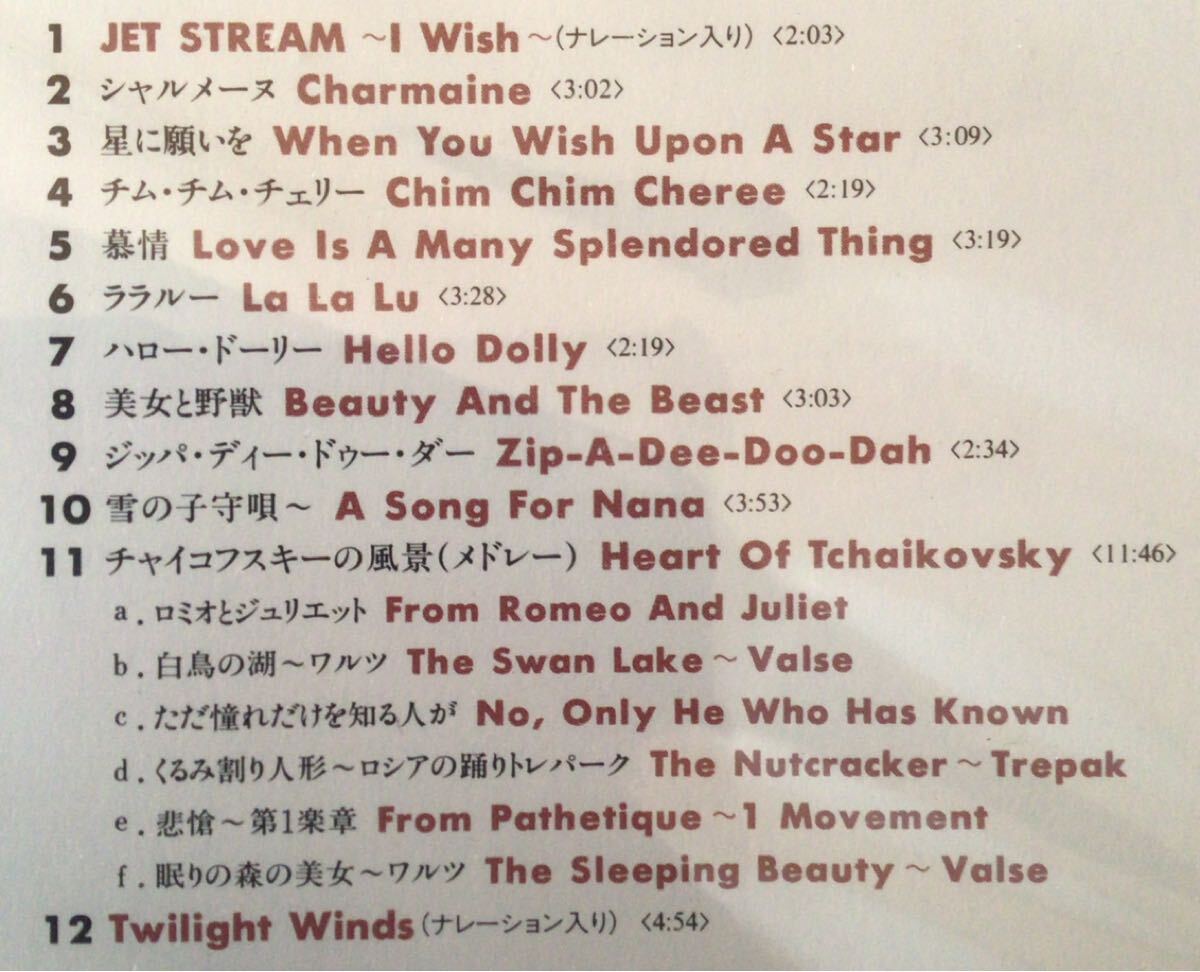 1 JET STREAM ~I Wish~(ナレーション入り) 〈2:03〉
2 シャルメーヌ Charmaine 〈3:02〉
3 星に願いを When You Wish Upon A Star 〈3:09〉
4 チム・チム・チェリー Chim Chim Cheree 〈2:19〉
5 慕情 Love Is A Many Splendored Thing 〈3:19〉
6 ララルー La La Lu 〈3:28〉
7 ハロー・ドーリー Hello Dolly 〈2:19〉
8 美女と野獣 Beauty And The Beast 〈3:03〉
9 ジッパ・ディー・ドゥー・ダー Zip-A-Dee-Doo-Dah 〈2:34〉
10 雪の子守唄~ A Song For Nana 〈3:53〉
11 チャイコフスキーの風景(メドレー) Heart Of Tchaikovsky 〈11:46〉
a. ロミオとジュリエット From Romeo And Juliet
b. 白鳥の湖~ワルツ The Swan Lake~Valse
c. ただ憧れだけを知る人が No, Only He Who Has Known
d. くるみ割り人形~ロシアの踊りトレパーク The Nutcracker~Trepak
e. 悲愴~第1楽章 From Pathetique~1 Movement
f. 眠りの森の美女~ワルツ The Sleeping Beauty~Valse
12 Twilight Winds(ナレーション入り) 〈4:54〉